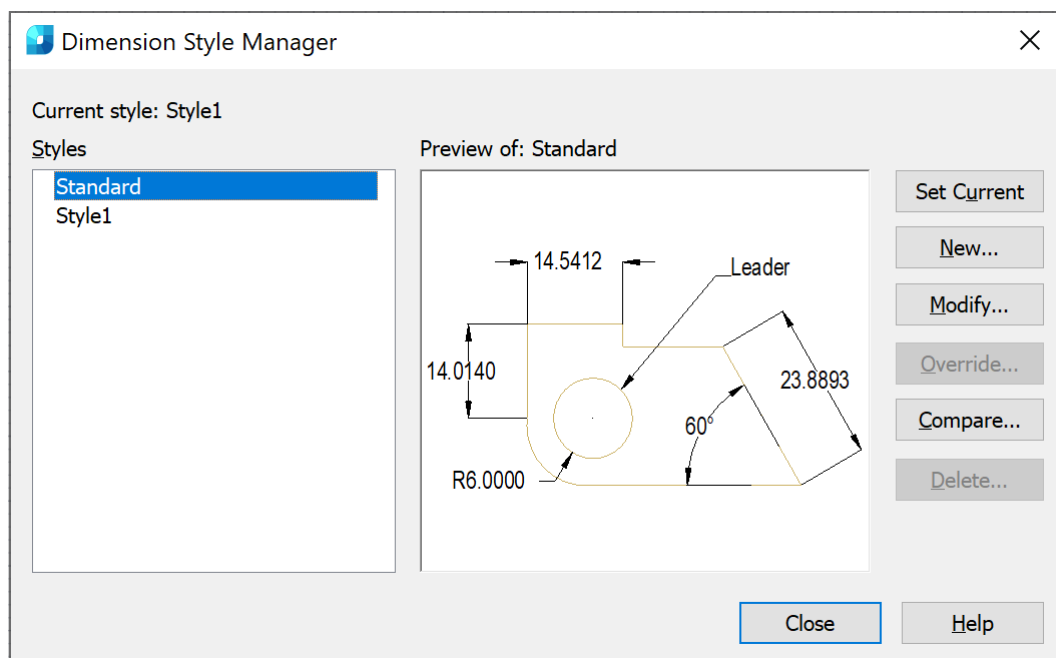 Dimension Style Manager
Current style: Style1
Styles
Standard
Style1
Preview of: Standard
14.5412
Leader
14.0140
23.8893
60°
R6.0000
Set Current
New...
Modify...
Override...
Compare...
Delete...
Close
Help